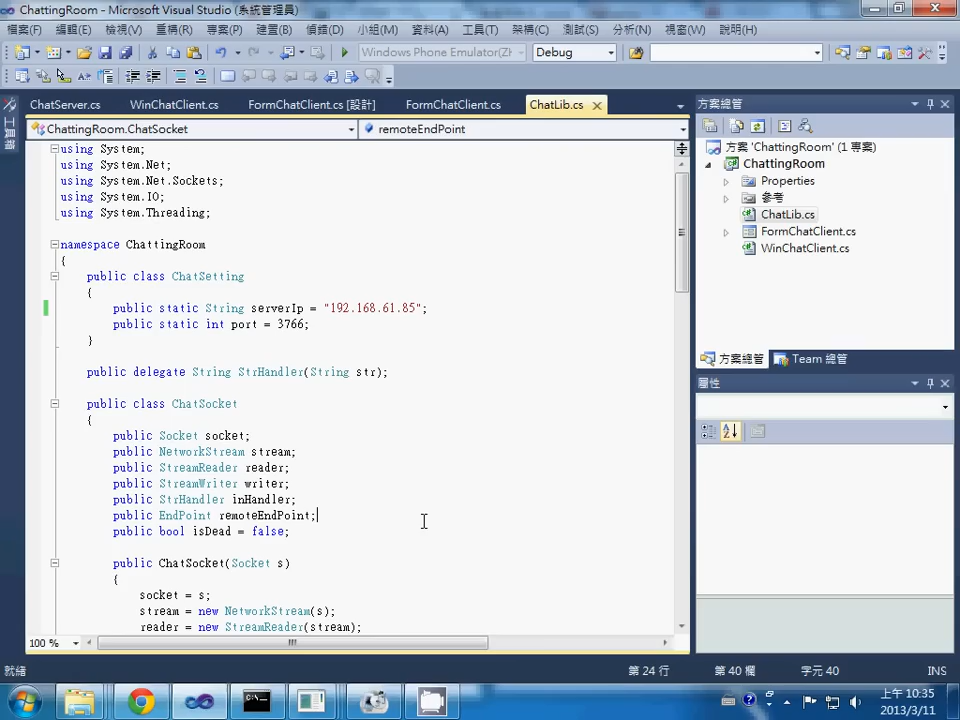 ChattingRoom - Microsoft Visual Studio (系統管理員)
檔案(F) 編輯(E) 檢視(V) 重構(R) 專案(P) 建置(B) 偵錯(D) 小組(M) 資料(A) 工具(T) 架構(C) 測試(S) 分析(N) 視窗(W) 說明(H)
Windows Phone Emulator(ZH Debug
ChatServer.cs WinChatClient.cs FormChatClient.cs [設計] FormChatClient.cs ChatLib.cs
工具箱
ChattingRoom.ChatSocket remoteEndPoint
using System;
using System.Net;
using System.Net.Sockets;
using System.IO;
using System.Threading;
namespace ChattingRoom
{
public class ChatSetting
{
public static String serverIp = "192.168.61.85";
public static int port = 3766;
}
public delegate String StrHandler(String str);
public class ChatSocket
{
public Socket socket;
public NetworkStream stream;
public StreamReader reader;
public StreamWriter writer;
public StrHandler inHandler;
public EndPoint remoteEndPoint;
public bool isDead = false;
public ChatSocket(Socket s)
{
socket = s;
stream = new NetworkStream(s);
reader = new StreamReader(stream);
100 %
方案總管
方案 'ChattingRoom' (1 專案)
ChattingRoom
Properties
參考
ChatLib.cs
FormChatClient.cs
WinChatClient.cs
方案總管 Team 總管
屬性
就緒 第 24 行 第 40 欄 字元 40 INS
上午 10:35
2013/3/11